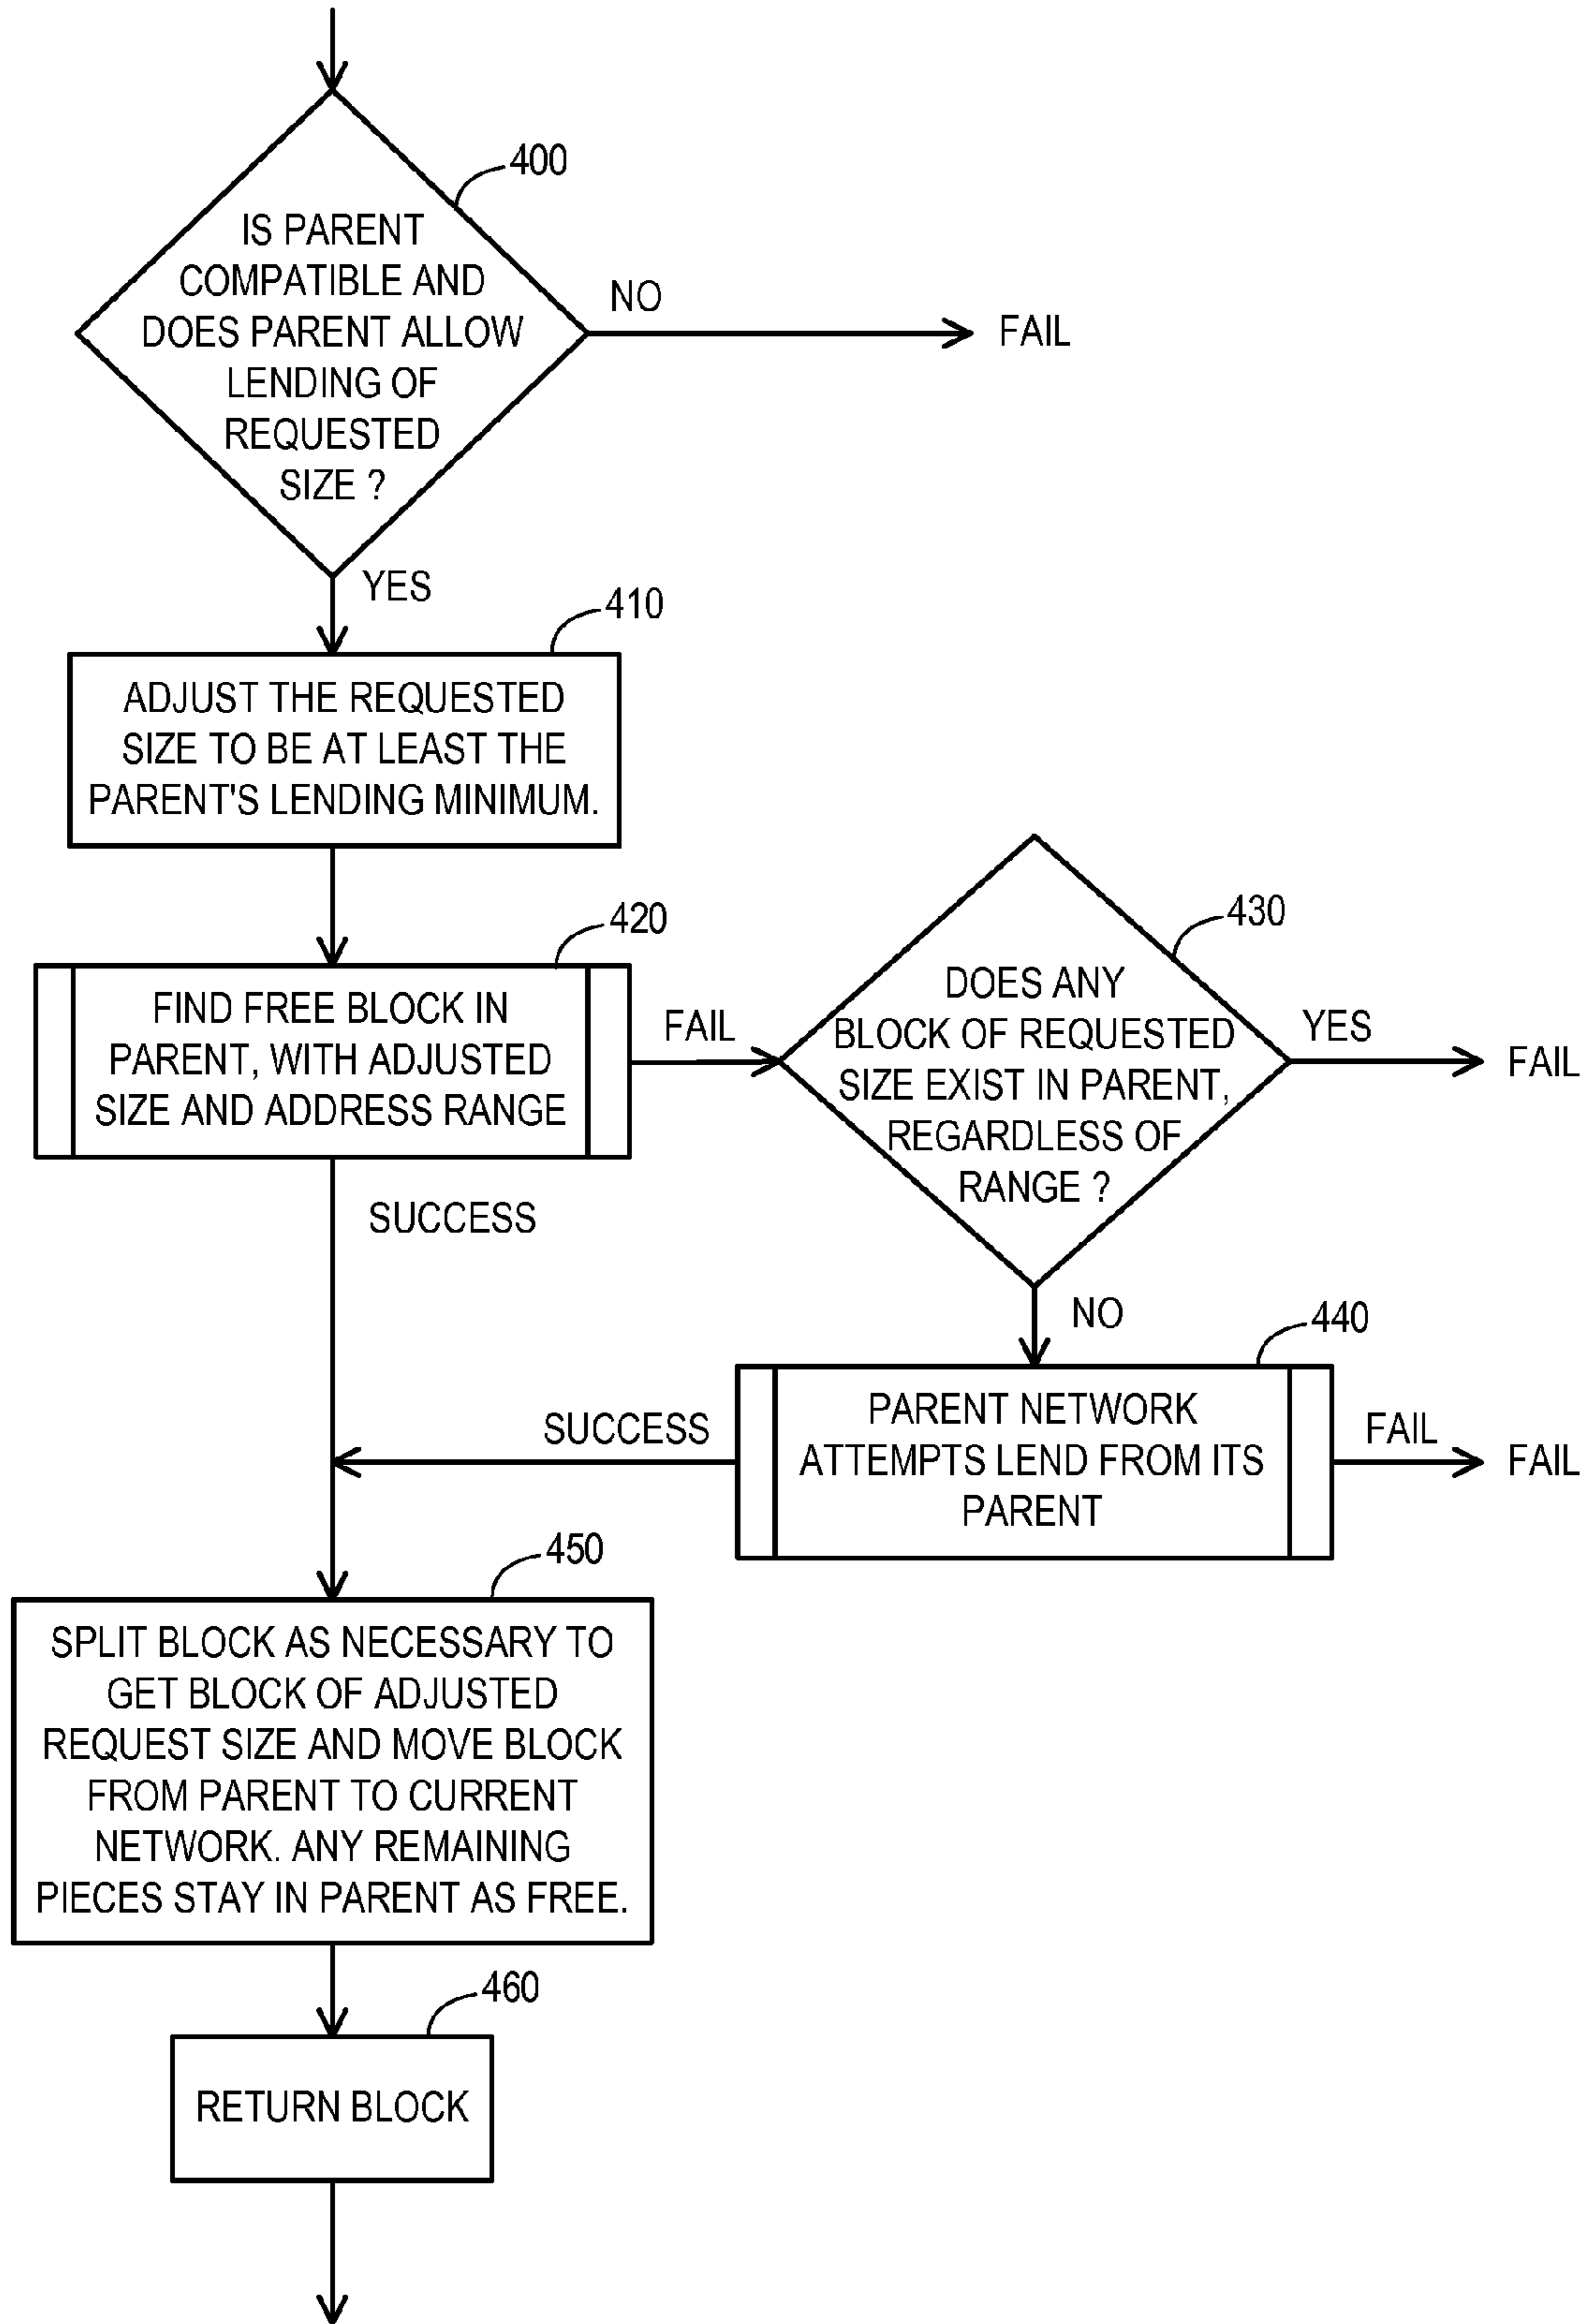 400
IS PARENT
COMPATIBLE AND
DOES PARENT ALLOW
LENDING OF
REQUESTED
SIZE ?
NO
FAIL
YES
410
ADJUST THE REQUESTED
SIZE TO BE AT LEAST THE
PARENT'S LENDING MINIMUM.
420
FIND FREE BLOCK IN
PARENT, WITH ADJUSTED
SIZE AND ADDRESS RANGE
FAIL
SUCCESS
430
DOES ANY
BLOCK OF REQUESTED
SIZE EXIST IN PARENT,
REGARDLESS OF
RANGE ?
YES
FAIL
NO
440
PARENT NETWORK
ATTEMPTS LEND FROM ITS
PARENT
SUCCESS
FAIL
FAIL
450
SPLIT BLOCK AS NECESSARY TO
GET BLOCK OF ADJUSTED
REQUEST SIZE AND MOVE BLOCK
FROM PARENT TO CURRENT
NETWORK. ANY REMAINING
PIECES STAY IN PARENT AS FREE.
460
RETURN BLOCK